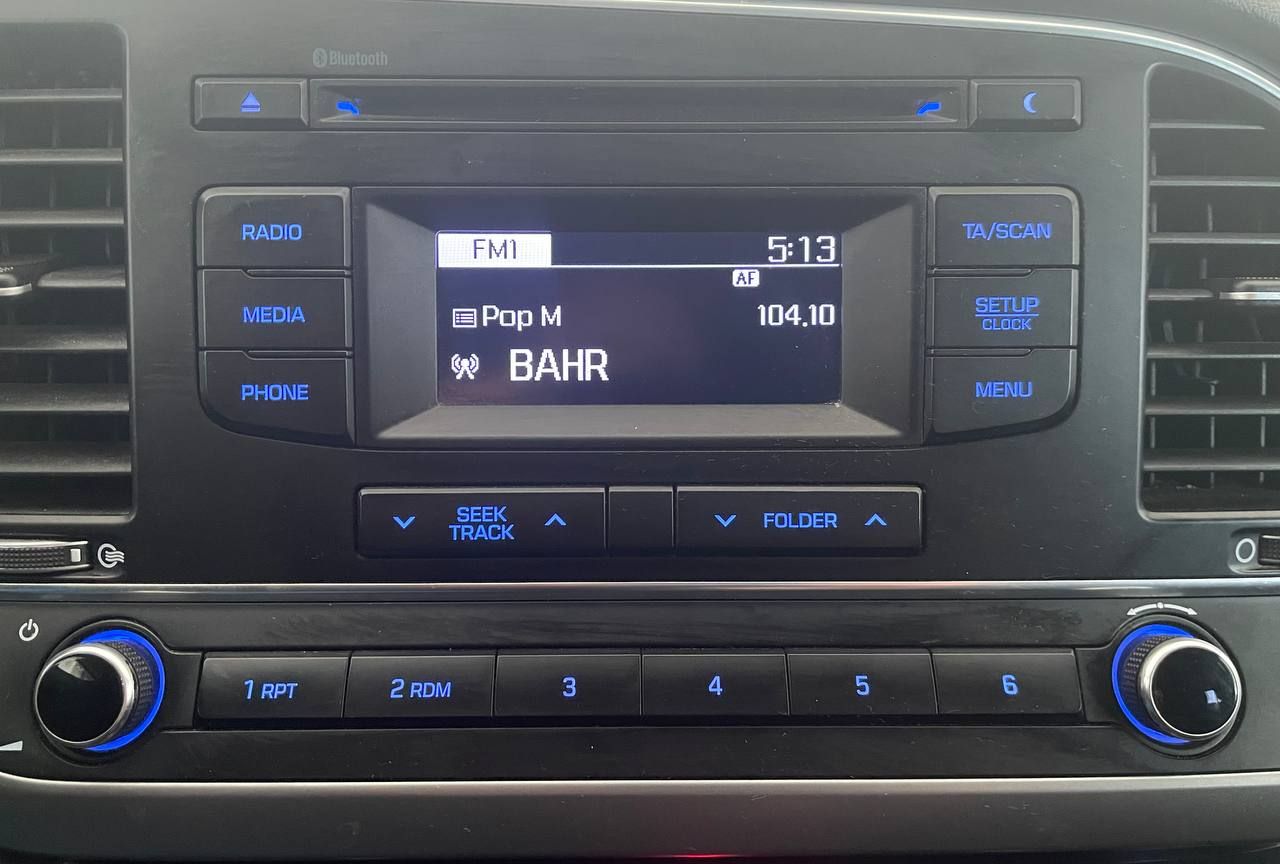 Bluetooth
RADIO
MEDIA
PHONE
FM1
5:13
AF
Pop M
104.10
BAHR
TA/SCAN
SETUP
CLOCK
MENU
SEEK
TRACK
FOLDER
1 RPT
2 RDM
3
4
5
6